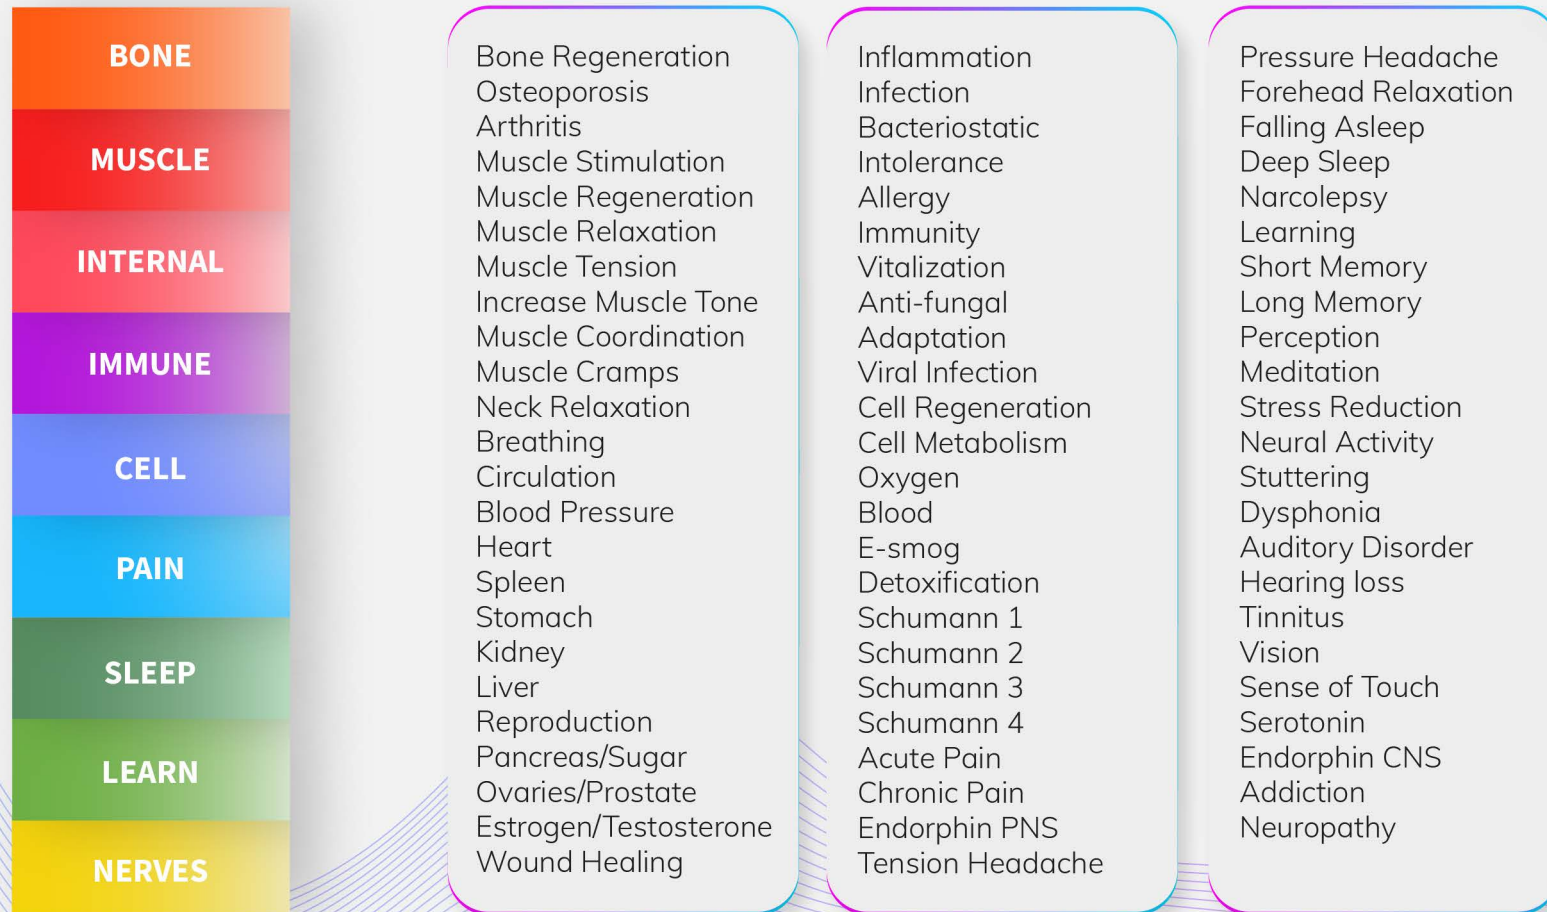 BONE
MUSCLE
INTERNAL
IMMUNE
CELL
PAIN
SLEEP
LEARN
NERVES
Bone Regeneration
Osteoporosis
Arthritis
Muscle Stimulation
Muscle Regeneration
Muscle Relaxation
Muscle Tension
Increase Muscle Tone
Muscle Coordination
Muscle Cramps
Neck Relaxation
Breathing
Circulation
Blood Pressure
Heart
Spleen
Stomach
Kidney
Liver
Reproduction
Pancreas/Sugar
Ovaries/Prostate
Estrogen/Testosterone
Wound Healing
Inflammation
Infection
Bacteriostatic
Intolerance
Allergy
Immunity
Vitalization
Anti-fungal
Adaptation
Viral Infection
Cell Regeneration
Cell Metabolism
Oxygen
Blood
E-smog
Detoxification
Schumann 1
Schumann 2
Schumann 3
Schumann 4
Acute Pain
Chronic Pain
Endorphin PNS
Tension Headache
Pressure Headache
Forehead Relaxation
Falling Asleep
Deep Sleep
Narcolepsy
Learning
Short Memory
Long Memory
Perception
Meditation
Stress Reduction
Neural Activity
Stuttering
Dysphonia
Auditory Disorder
Hearing loss
Tinnitus
Vision
Sense of Touch
Serotonin
Endorphin CNS
Addiction
Neuropathy